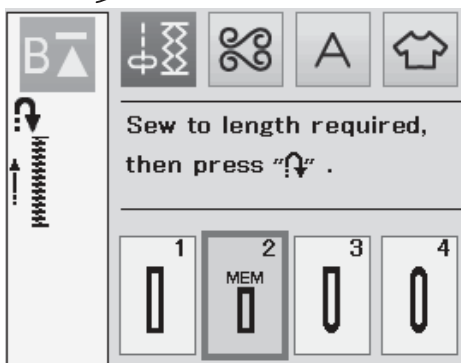 B
A
Sew to length required,
then press "".
1
2
3
4
MEM